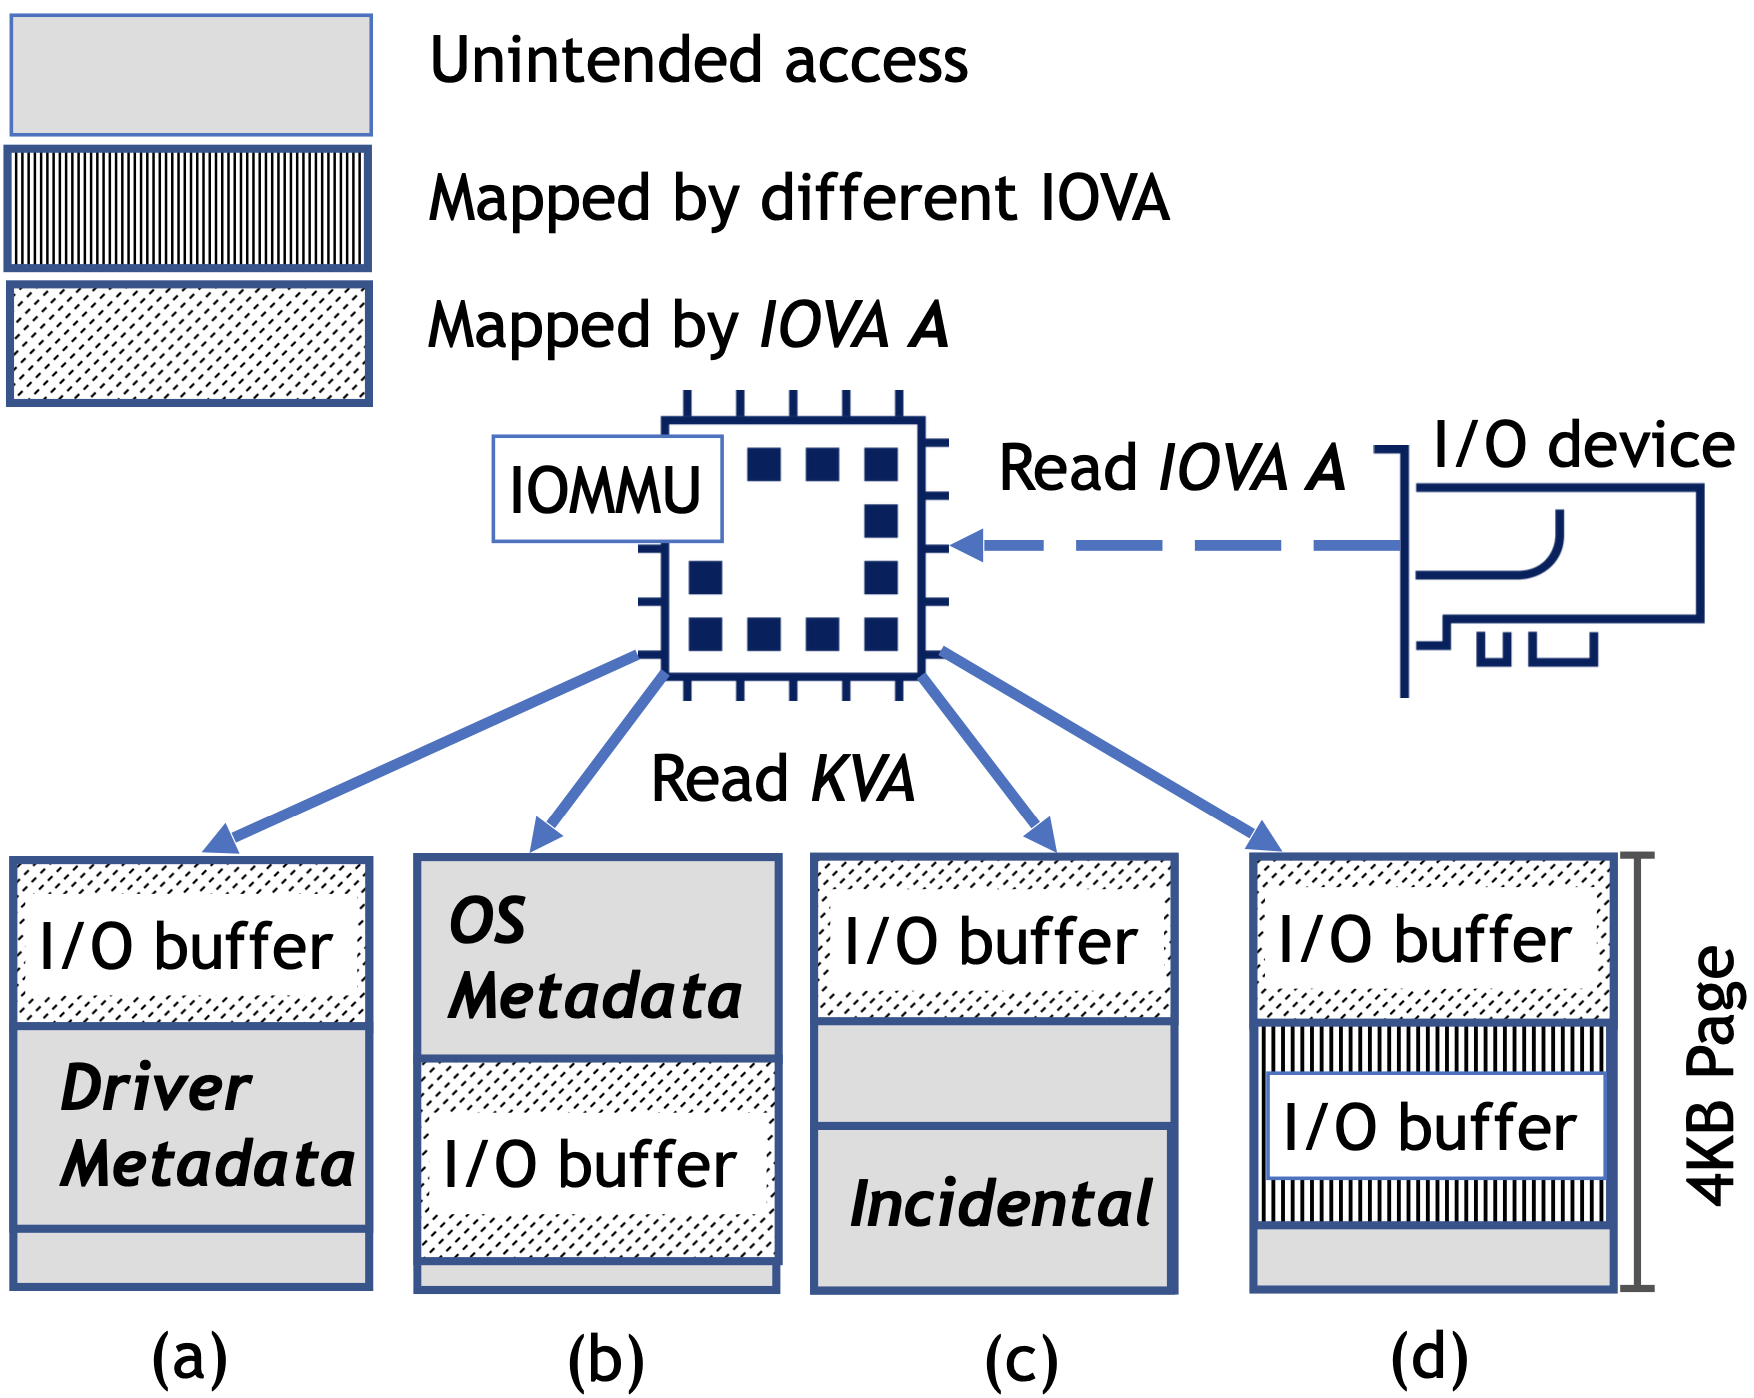 Unintended access
Mapped by different IOVA
Mapped by IOVA A
IOMMU
Read IOVA A
I/O device
Read KVA
I/O buffer
Driver
Metadata
OS
Metadata
I/O buffer
I/O buffer
Incidental
I/O buffer
I/O buffer
4KB Page
(a)
(b)
(c)
(d)